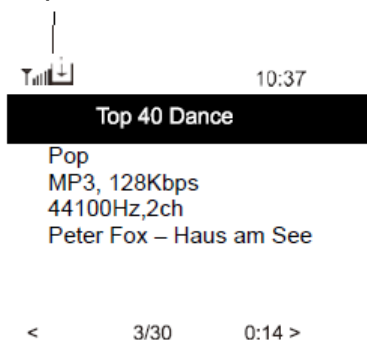 10:37
Top 40 Dance
Pop
MP3, 128Kbps
44100Hz,2ch
Peter Fox – Haus am See
< 3/30 0:14 >